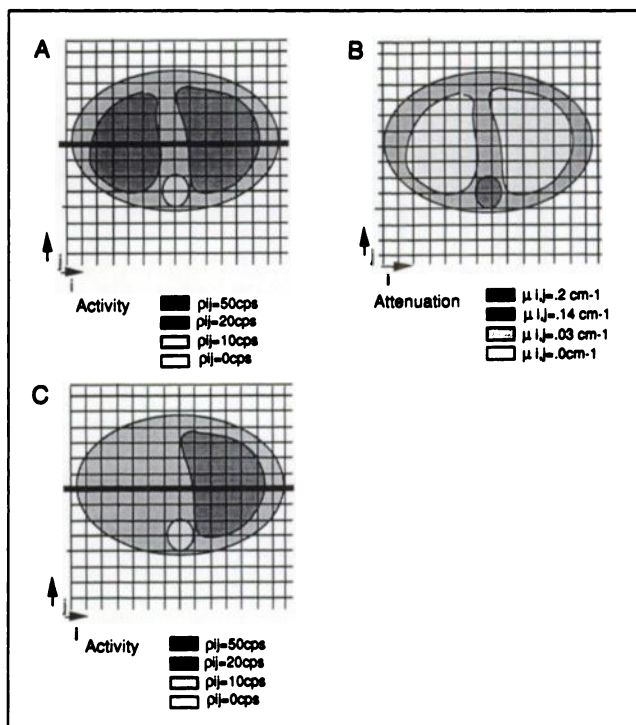 A
B
j
i
Activity
ρij=50cps
ρij=20cps
ρij=10cps
ρij=0cps
j
i
Attenuation
μ i,j=.2 cm-1
μ i,j=.14 cm-1
μ i,j=.03 cm-1
μ i,j=.0cm-1
C
j
i
Activity
ρij=50cps
ρij=20cps
ρij=10cps
ρij=0cps